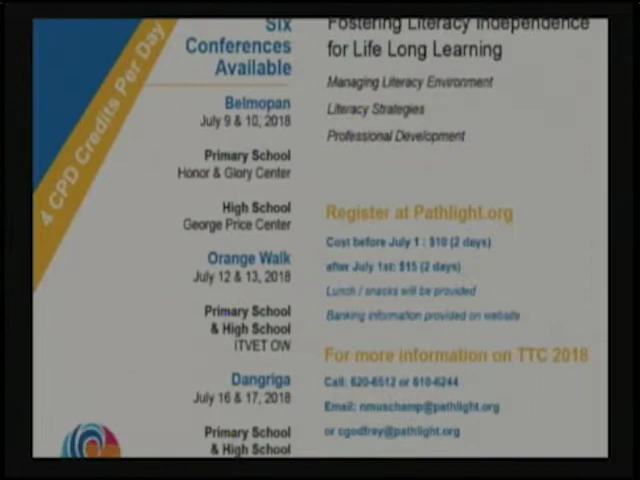 4 CPD Credits Per Day
Six
Conferences
Available
Belmopan
July 9 & 10, 2018
Primary School
Honor & Glory Center
High School
George Price Center
Orange Walk
July 12 & 13, 2018
Primary School
& High School
ITVET OW
Dangriga
July 16 & 17, 2018
Primary School
& High School
Fostering Literacy Independence
for Life Long Learning
Managing Literacy Environment
Literacy Strategies
Professional Development
Register at Pathlight.org
Cost before July 1 : $10 (2 days)
after July 1st: $15 (2 days)
Lunch / snacks will be provided
Banking information provided on website
For more information on TTC 2018
Call: 620-6512 or 610-6244
Email: nmuschamp@pathlight.org
or cgodfrey@pathlight.org